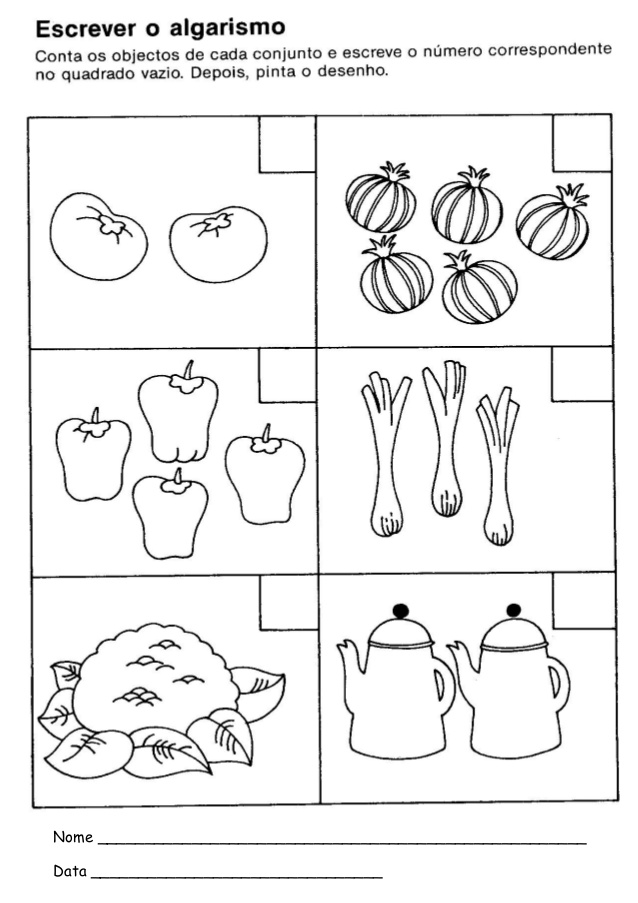 Escrever o algarismo
Conta os objectos de cada conjunto e escreve o número correspondente
no quadrado vazio. Depois, pinta o desenho.
Nome
Data